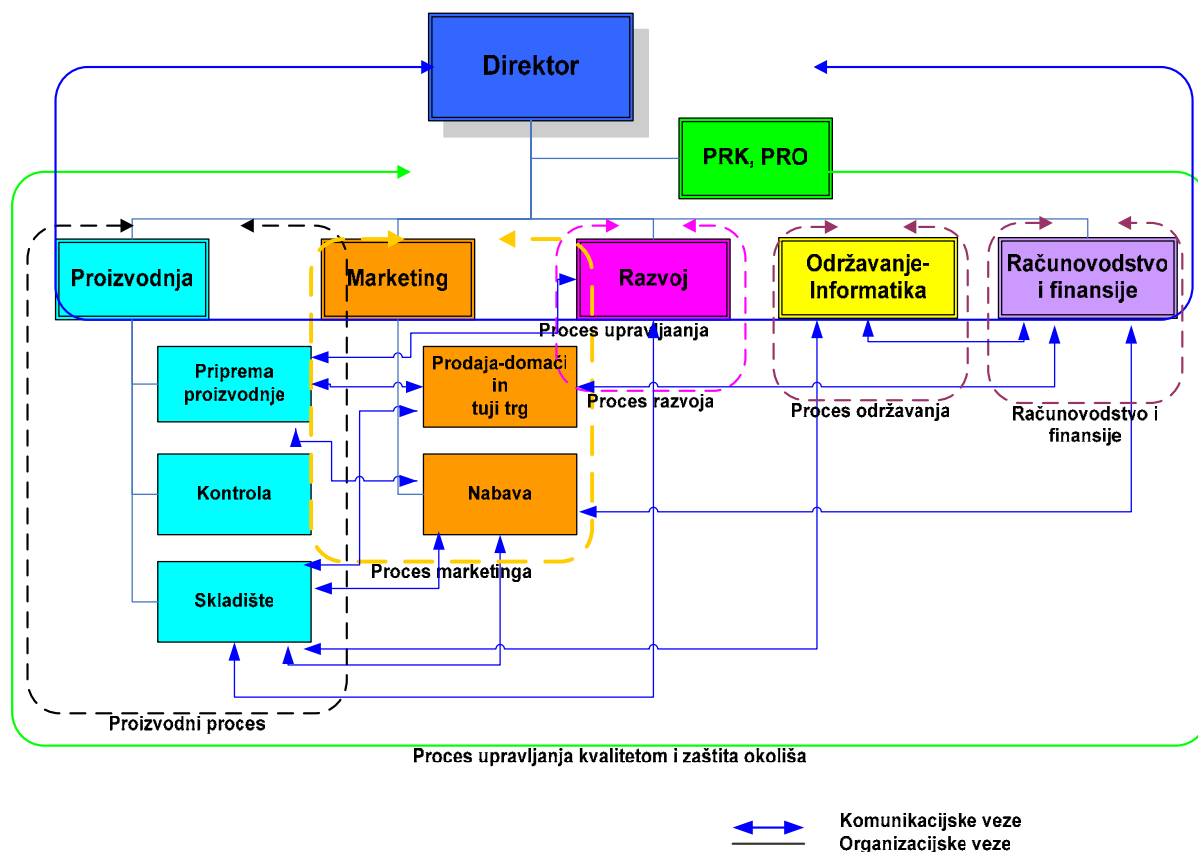 Direktor
PRK, PRO
Proizvodnja
Marketing
Razvoj
Održavanje-
Informatika
Računovodstvo
i finansije
Proces upravljaanja
Priprema
proizvodnje
Prodaja-domači
in
tuji trg
Proces razvoja
Proces održavanja
Računovodstvo i
finansije
Kontrola
Nabava
Proces marketinga
Skladište
Proizvodni proces
Proces upravljanja kvalitetom i zaštita okoliša
Komunikacijske veze
Organizacijske veze